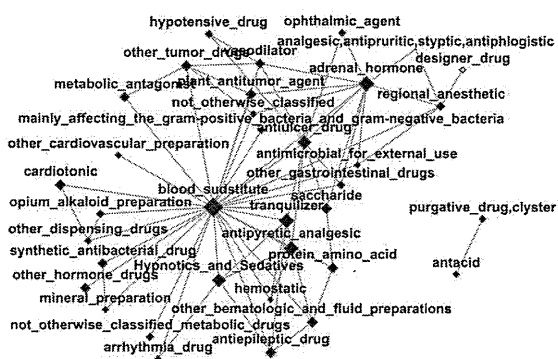 hypotensive_drug
ophthalmic_agent
analgesic,antipruritic,styptic,antiphlogistic
other_tumor_drugs
vasodilator
adrenal_hormone
designer_drug
metabolic_antagonist
plant_antitumor_agent
regional_anesthetic
not_otherwise_classified
mainly_affecting_the_gram-positive_bacteria_and_gram-negative_bacteria
antiulcer_drug
other_cardiovascular_preparation
antimicrobial_for_external_use
cardiotonic
other_gastrointestinal_drugs
blood_sustitute
saccharide
opium_alkaloid_preparation
tranquilizer
purgative_drug,clyster
other_dispensing_drugs
antipyretic_analgesic
synthetic_antibacterial_drug
protein_amino_acid
antacid
other_hormone_drugs
Hypnotics_and_Sedatives
mineral_preparation
hemostatic
other_bematologic_and_fluid_preparations
not_otherwise_classified_metabolic_drugs
arrhythmia_drug
antiepileptic_drug